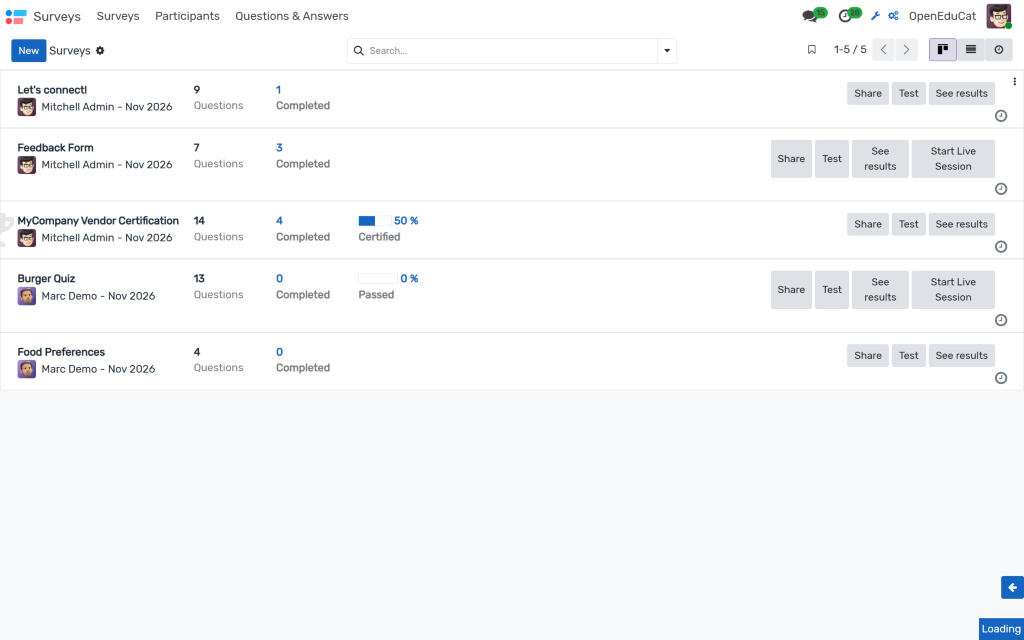 Surveys Surveys Participants Questions & Answers 15 28 OpenEduCat
New Surveys Search... 1-5 / 5
Let's connect! 9 1 Share Test See results
Mitchell Admin - Nov 2026 Questions Completed
Feedback Form 7 3 Share Test See results Start Live Session
Mitchell Admin - Nov 2026 Questions Completed
MyCompany Vendor Certification 14 4 50 % Share Test See results
Mitchell Admin - Nov 2026 Questions Completed Certified
Burger Quiz 13 0 0 % Share Test See results Start Live Session
Marc Demo - Nov 2026 Questions Completed Passed
Food Preferences 4 0 Share Test See results
Marc Demo - Nov 2026 Questions Completed
Loading